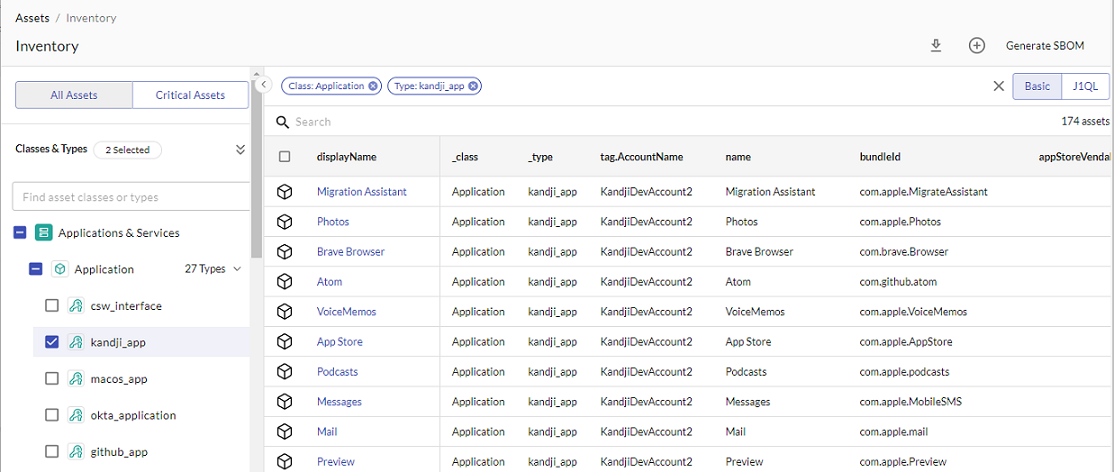 Assets / Inventory
Inventory
Generate SBOM
All Assets
Critical Assets
Classes & Types
2 Selected
Find asset classes or types
Applications & Services
Application
27 Types
csw_interface
kandji_app
macos_app
okta_application
github_app
Class: Application
Type: kandji_app
Basic
J1QL
Search
174 assets
displayName _class _type tag.AccountName name bundleId appStoreVendal
Migration Assistant Application kandji_app KandjiDevAccount2 Migration Assistant com.apple.MigrateAssistant
Photos Application kandji_app KandjiDevAccount2 Photos com.apple.Photos
Brave Browser Application kandji_app KandjiDevAccount2 Brave Browser com.brave.Browser
Atom Application kandji_app KandjiDevAccount2 Atom com.github.atom
VoiceMemos Application kandji_app KandjiDevAccount2 VoiceMemos com.apple.VoiceMemos
App Store Application kandji_app KandjiDevAccount2 App Store com.apple.AppStore
Podcasts Application kandji_app KandjiDevAccount2 Podcasts com.apple.podcasts
Messages Application kandji_app KandjiDevAccount2 Messages com.apple.MobileSMS
Mail Application kandji_app KandjiDevAccount2 Mail com.apple.mail
Preview Application kandji_app KandjiDevAccount2 Preview com.apple.Preview